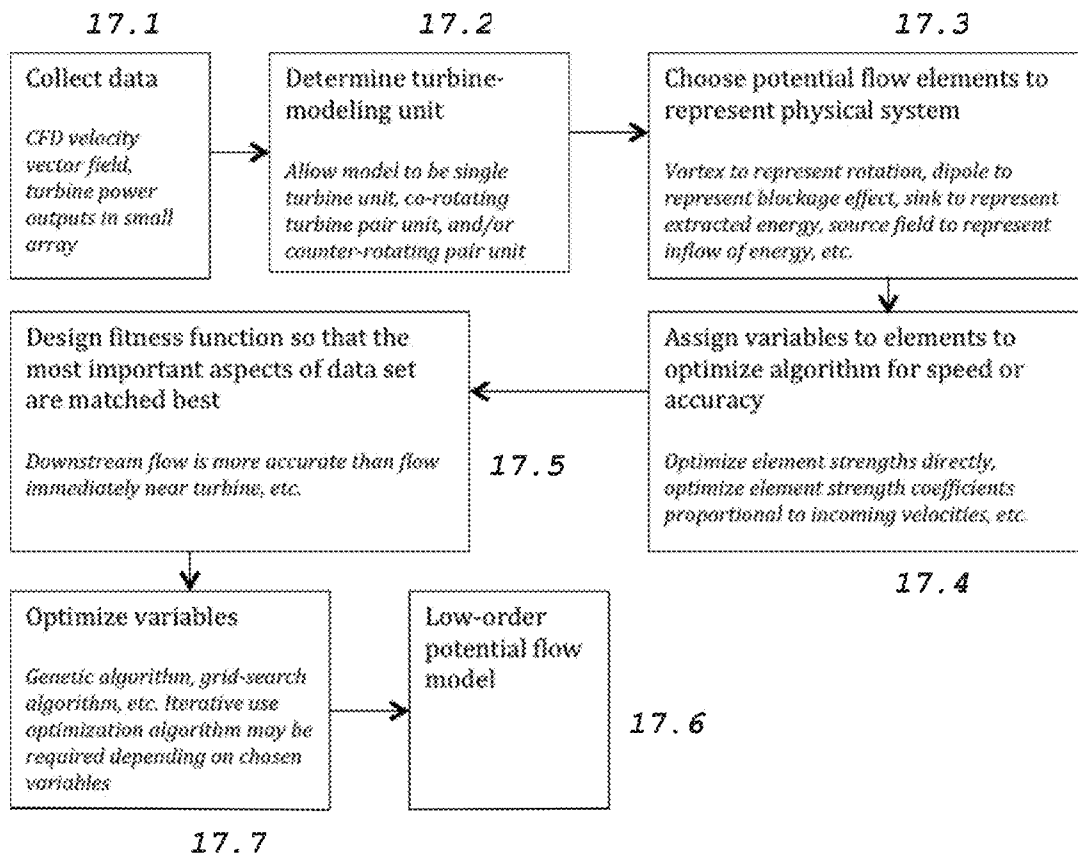 17.1
Collect data
CFD velocity
vector field,
turbine power
outputs in small
array
17.2
Determine turbine-
modeling unit
Allow model to be single
turbine unit, co-rotating
turbine pair unit, and/or
counter-rotating pair unit
17.3
Choose potential flow elements to
represent physical system
Vortex to represent rotation, dipole to
represent blockage effect, sink to represent
extracted energy, source field to represent
inflow of energy, etc.
Assign variables to elements to
optimize algorithm for speed or
accuracy
Optimize element strengths directly,
optimize element strength coefficients
proportional to incoming velocities, etc.
17.4
Design fitness function so that the
most important aspects of data set
are matched best
Downstream flow is more accurate than flow
immediately near turbine, etc.
17.5
Optimize variables
Genetic algorithm, grid-search
algorithm, etc. Iterative use
optimization algorithm may be
required depending on chosen
variables
17.7
Low-order
potential flow
model
17.6